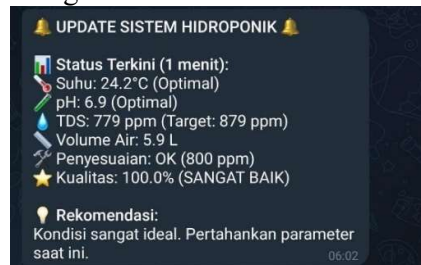 🔔 UPDATE SISTEM HIDROPONIK 🔔
📊 Status Terkini (1 menit):
🌡️ Suhu: 24.2°C (Optimal)
🧪 pH: 6.9 (Optimal)
💧 TDS: 779 ppm (Target: 879 ppm)
📏 Volume Air: 5.9 L
🛠️ Penyesuaian: OK (800 ppm)
⭐ Kualitas: 100.0% (SANGAT BAIK)
💡 Rekomendasi:
Kondisi sangat ideal. Pertahankan parameter
saat ini.
06:02